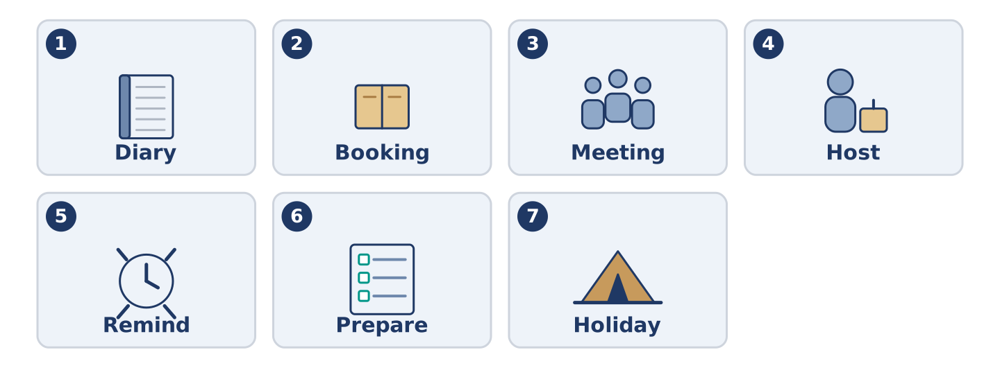 1
Diary
2
Booking
3
Meeting
4
Host
5
Remind
6
Prepare
7
Holiday